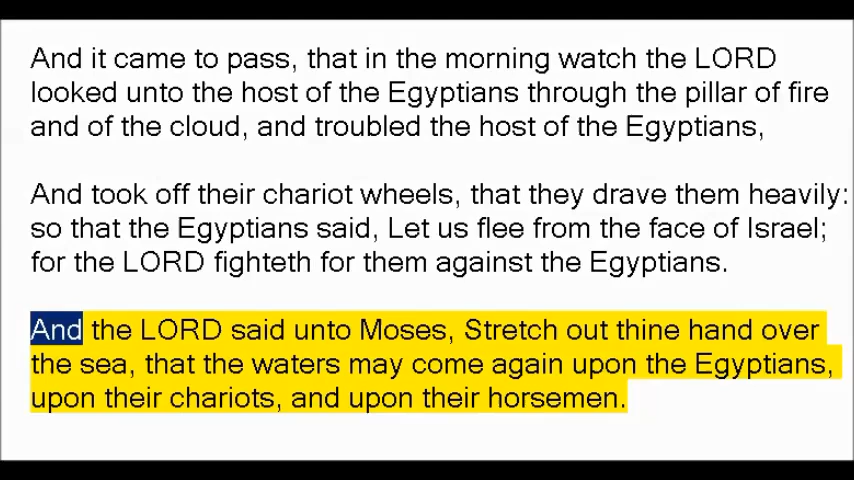 And it came to pass, that in the morning watch the LORD
looked unto the host of the Egyptians through the pillar of fire
and of the cloud, and troubled the host of the Egyptians,
And took off their chariot wheels, that they drave them heavily:
so that the Egyptians said, Let us flee from the face of Israel;
for the LORD fighteth for them against the Egyptians.
And the LORD said unto Moses, Stretch out thine hand over
the sea, that the waters may come again upon the Egyptians,
upon their chariots, and upon their horsemen.